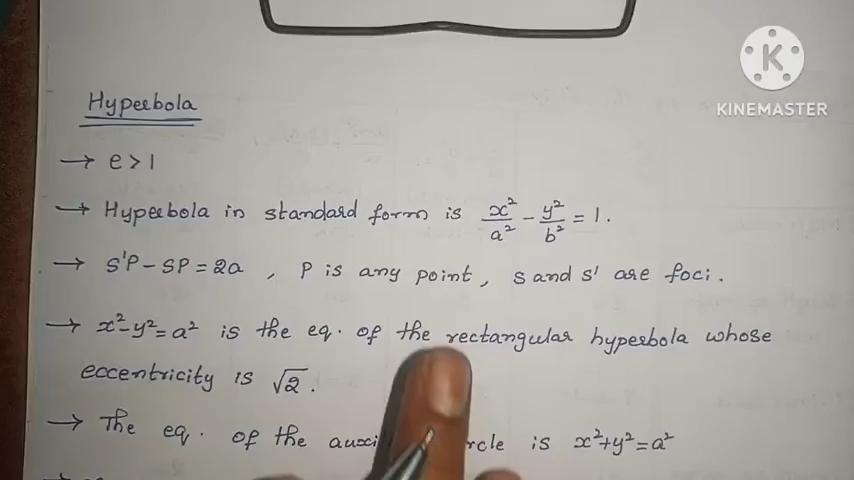 Hyperbola
K
KINEMASTER
→ e > 1
→ Hyperbola in standard form is x²/a² - y²/b² = 1.
→ S'P - SP = 2a , P is any point, S and S' are foci.
→ x² - y² = a² is the eq. of the rectangular hyperbola whose
eccentricity is √2.
→ The eq. of the is x² + y² = a²